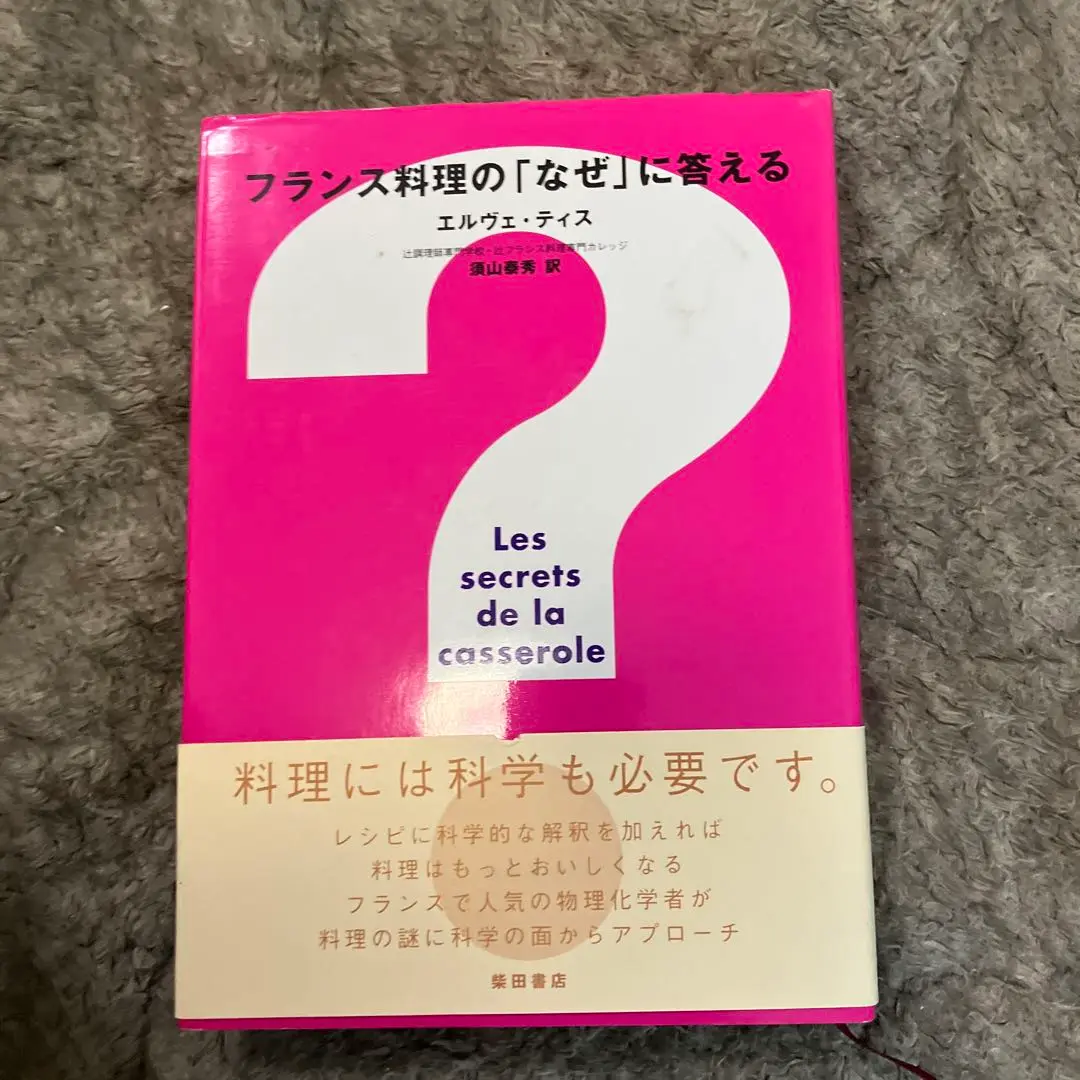 フランス料理の「なぜ」に答える
エルヴェ・ティス
辻調理師専門学校・辻フランス料理専門カレッジ
須山泰秀 訳
Les
secrets
de la
casserole
料理には科学も必要です。
レシピに科学的な解釈を加えれば
料理はもっとおいしくなる
フランスで人気の物理化学者が
料理の謎に科学の面からアプローチ
柴田書店